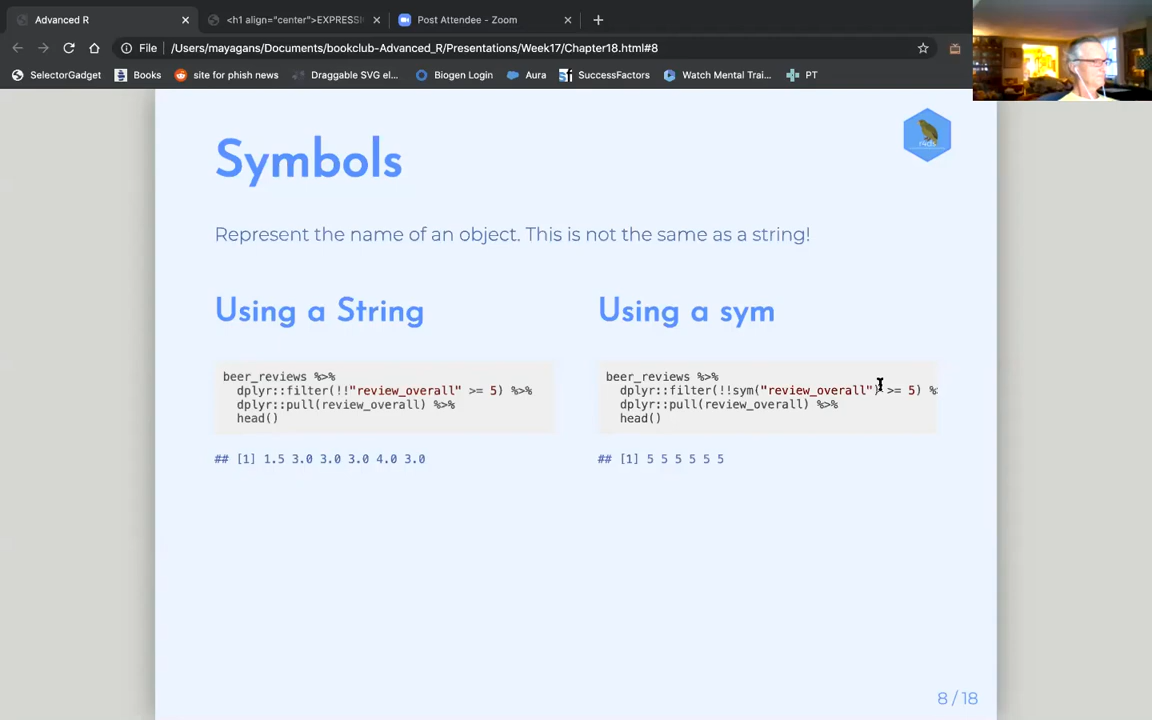 Advanced R
<h1 align="center">EXPRESSI
Post Attendee - Zoom
File
/Users/mayagans/Documents/bookclub-Advanced_R/Presentations/Week17/Chapter18.html#8
SelectorGadget
Books
site for phish news
Draggable SVG el...
Biogen Login
Aura
SuccessFactors
Watch Mental Trai...
PT
Symbols
r4ds
Represent the name of an object. This is not the same as a string!
Using a String
beer_reviews %>%
dplyr::filter(!!"review_overall" >= 5) %>%
dplyr::pull(review_overall) %>%
head()
## [1] 1.5 3.0 3.0 3.0 4.0 3.0
Using a sym
beer_reviews %>%
dplyr::filter(!!sym("review_overall") >= 5) %>
dplyr::pull(review_overall) %>%
head()
## [1] 5 5 5 5 5 5
8 / 18